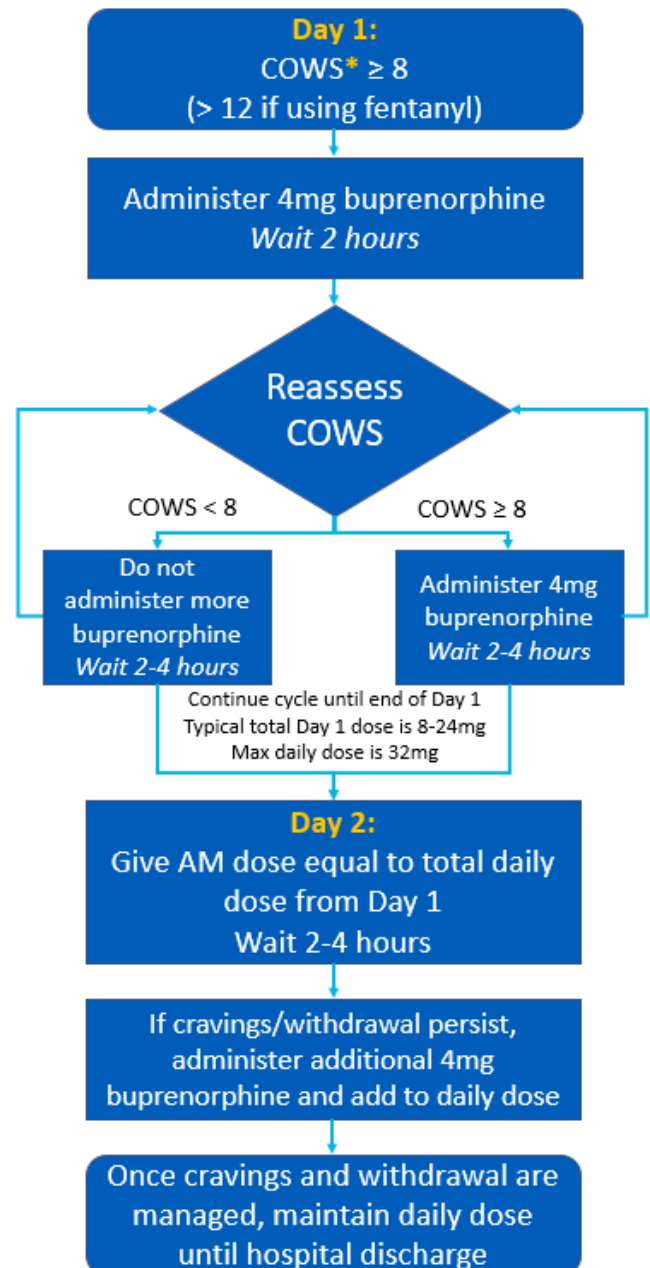 Day 1:
COWS* ≥ 8
(> 12 if using fentanyl)
Administer 4mg buprenorphine
Wait 2 hours
Reassess
COWS
COWS < 8
COWS ≥ 8
Do not
administer more
buprenorphine
Wait 2-4 hours
Administer 4mg
buprenorphine
Wait 2-4 hours
Continue cycle until end of Day 1
Typical total Day 1 dose is 8-24mg
Max daily dose is 32mg
Day 2:
Give AM dose equal to total daily
dose from Day 1
Wait 2-4 hours
If cravings/withdrawal persist,
administer additional 4mg
buprenorphine and add to daily dose
Once cravings and withdrawal are
managed, maintain daily dose
until hospital discharge